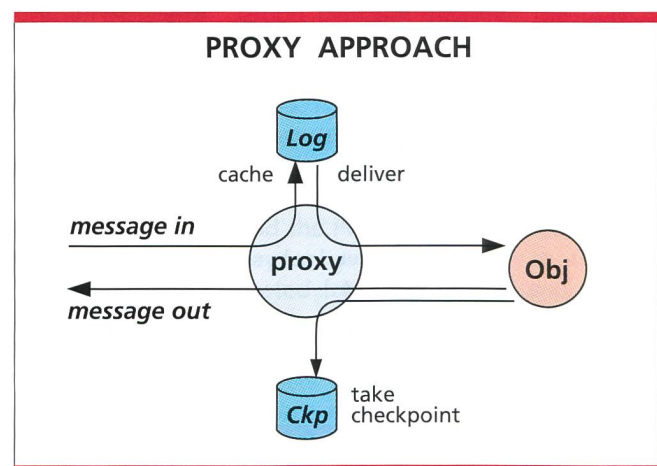 PROXY APPROACH
Log
cache
deliver
message in
proxy
Obj
message out
Ckp
take
checkpoint